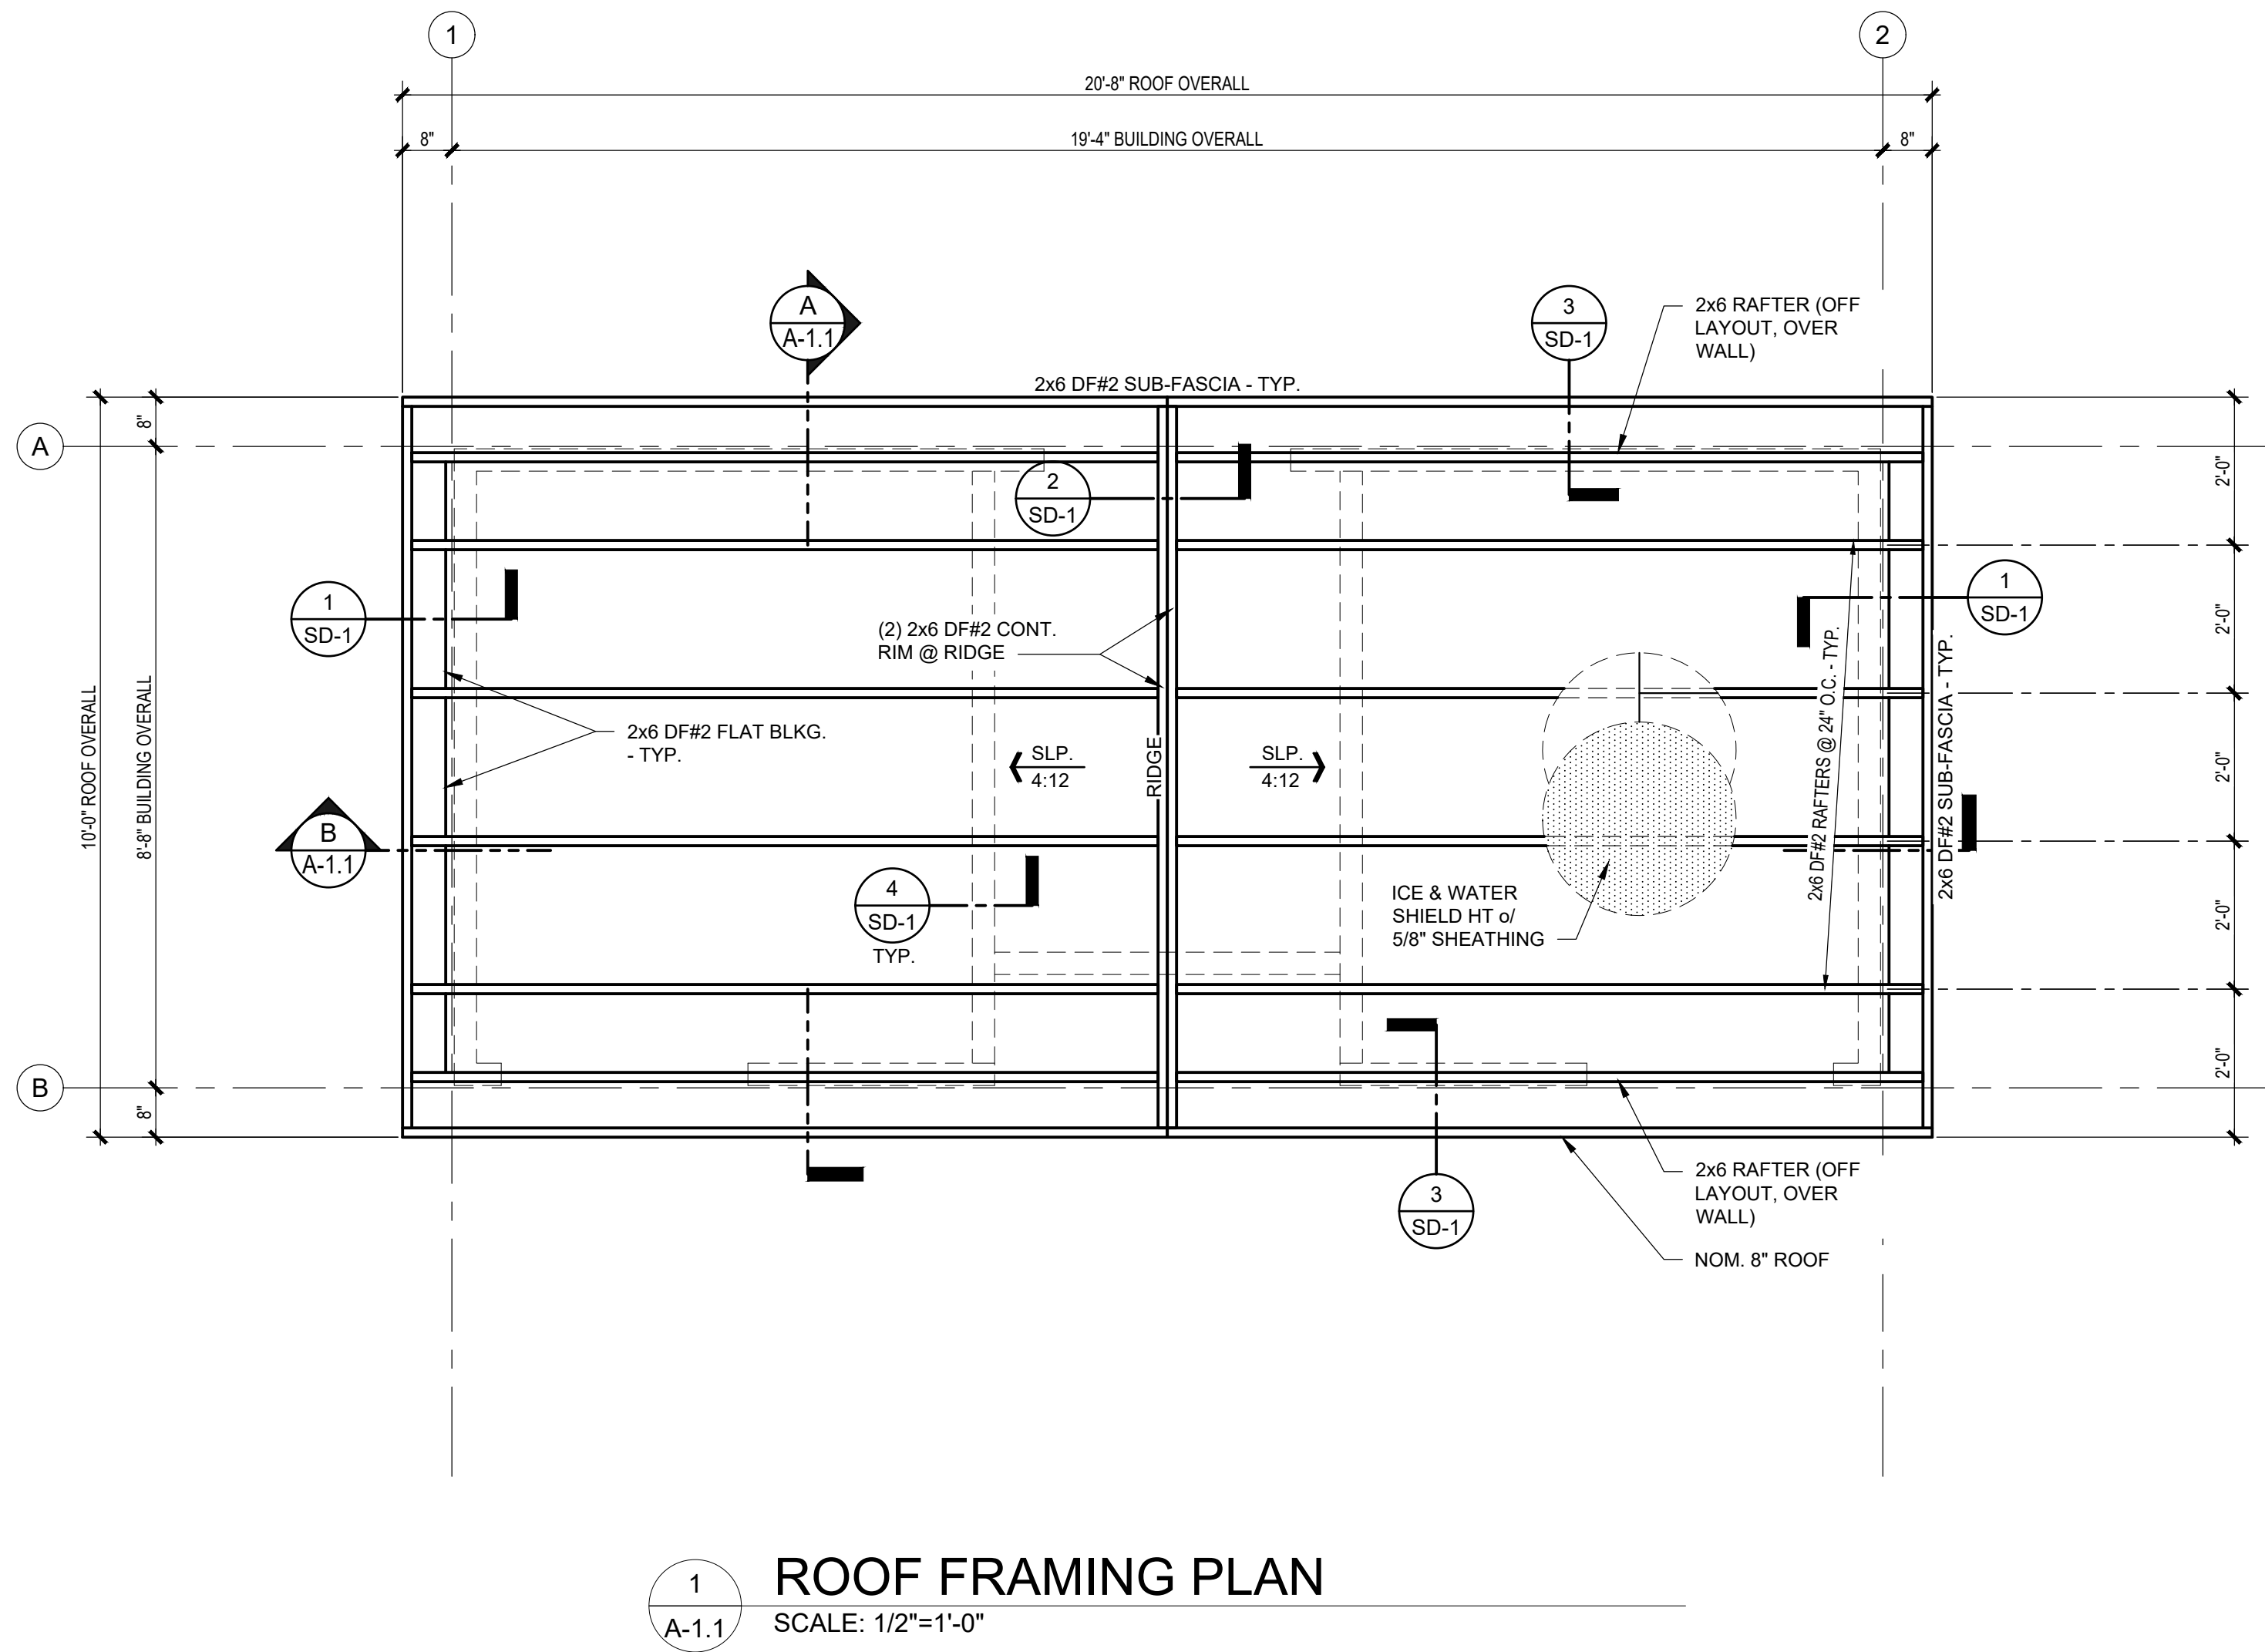 1
2
20'-8" ROOF OVERALL
8"
19'-4" BUILDING OVERALL
8"
A
A-1.1
3
SD-1
2x6 RAFTER (OFF
LAYOUT, OVER
WALL)
2x6 DF#2 SUB-FASCIA - TYP.
A
8"
2
SD-1
2'-0"
1
SD-1
(2) 2x6 DF#2 CONT.
RIM @ RIDGE
1
SD-1
2'-0"
10'-0" ROOF OVERALL
8'-8" BUILDING OVERALL
2x6 DF#2 FLAT BLKG.
- TYP.
SLP.
4:12
RIDGE
SLP.
4:12
2x6 DF#2 RAFTERS @ 24" O.C. - TYP.
2x6 DF#2 SUB-FASCIA - TYP.
2'-0"
B
A-1.1
4
SD-1
TYP.
ICE & WATER
SHIELD HT o/
5/8" SHEATHING
2'-0"
B
8"
2'-0"
3
SD-1
2x6 RAFTER (OFF
LAYOUT, OVER
WALL)
NOM. 8" ROOF
1
A-1.1
ROOF FRAMING PLAN
SCALE: 1/2"=1'-0"